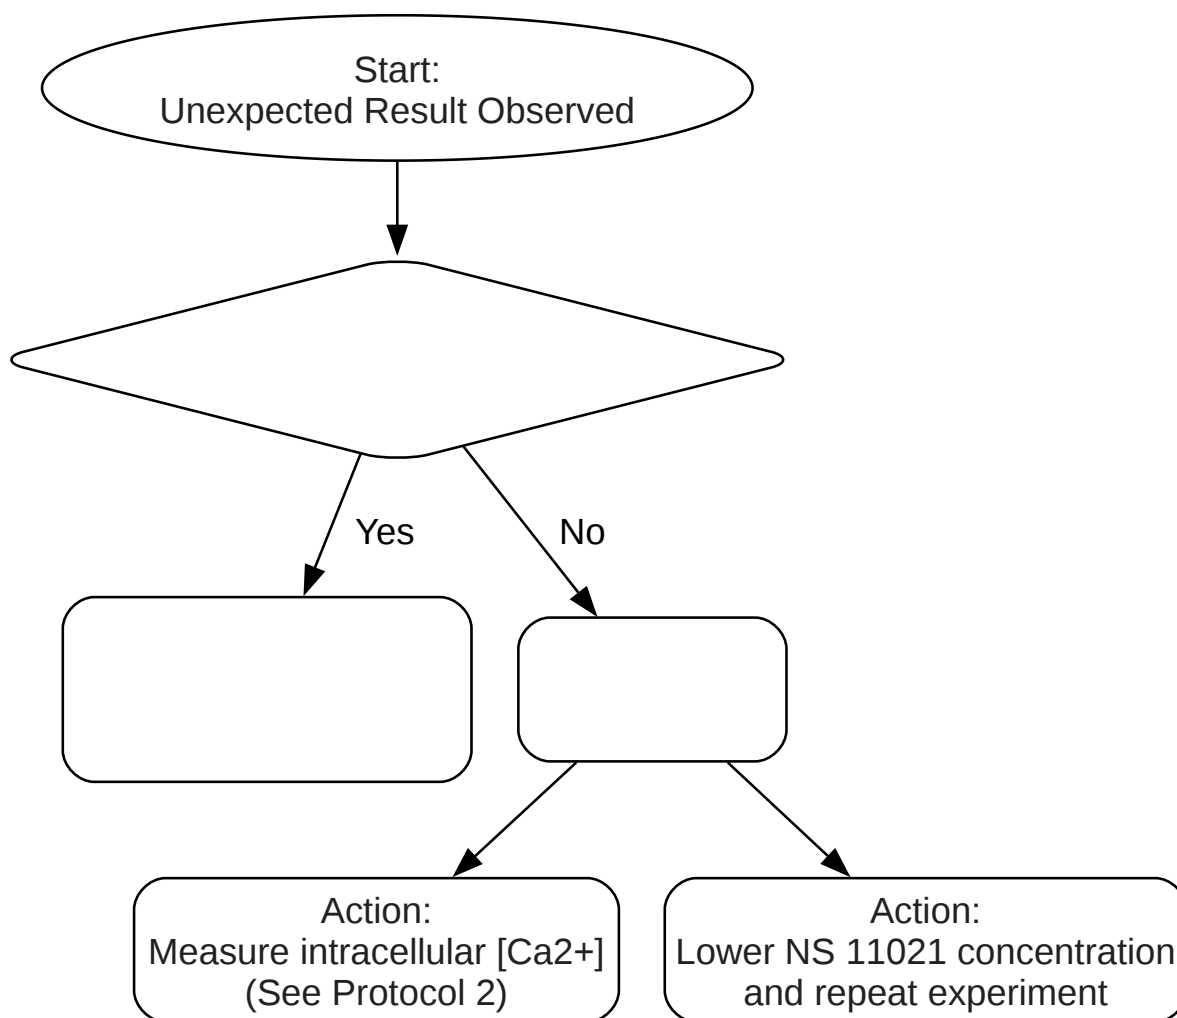 Start:
Unexpected Result Observed
Yes
No
Action:
Measure intracellular [Ca2+]
(See Protocol 2)
Action:
Lower NS 11021 concentration
and repeat experiment